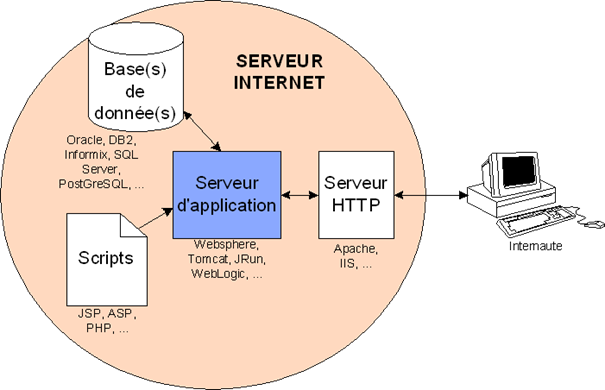 SERVEUR
INTERNET
Base(s)
de
donnée(s)
Oracle, DB2,
Informix, SQL
Server,
PostGreSQL, ...
Serveur
d'application
Websphere,
Tomcat, JRun,
WebLogic, ...
Serveur
HTTP
Apache,
IIS, ...
Internaute
Scripts
JSP, ASP,
PHP, ...